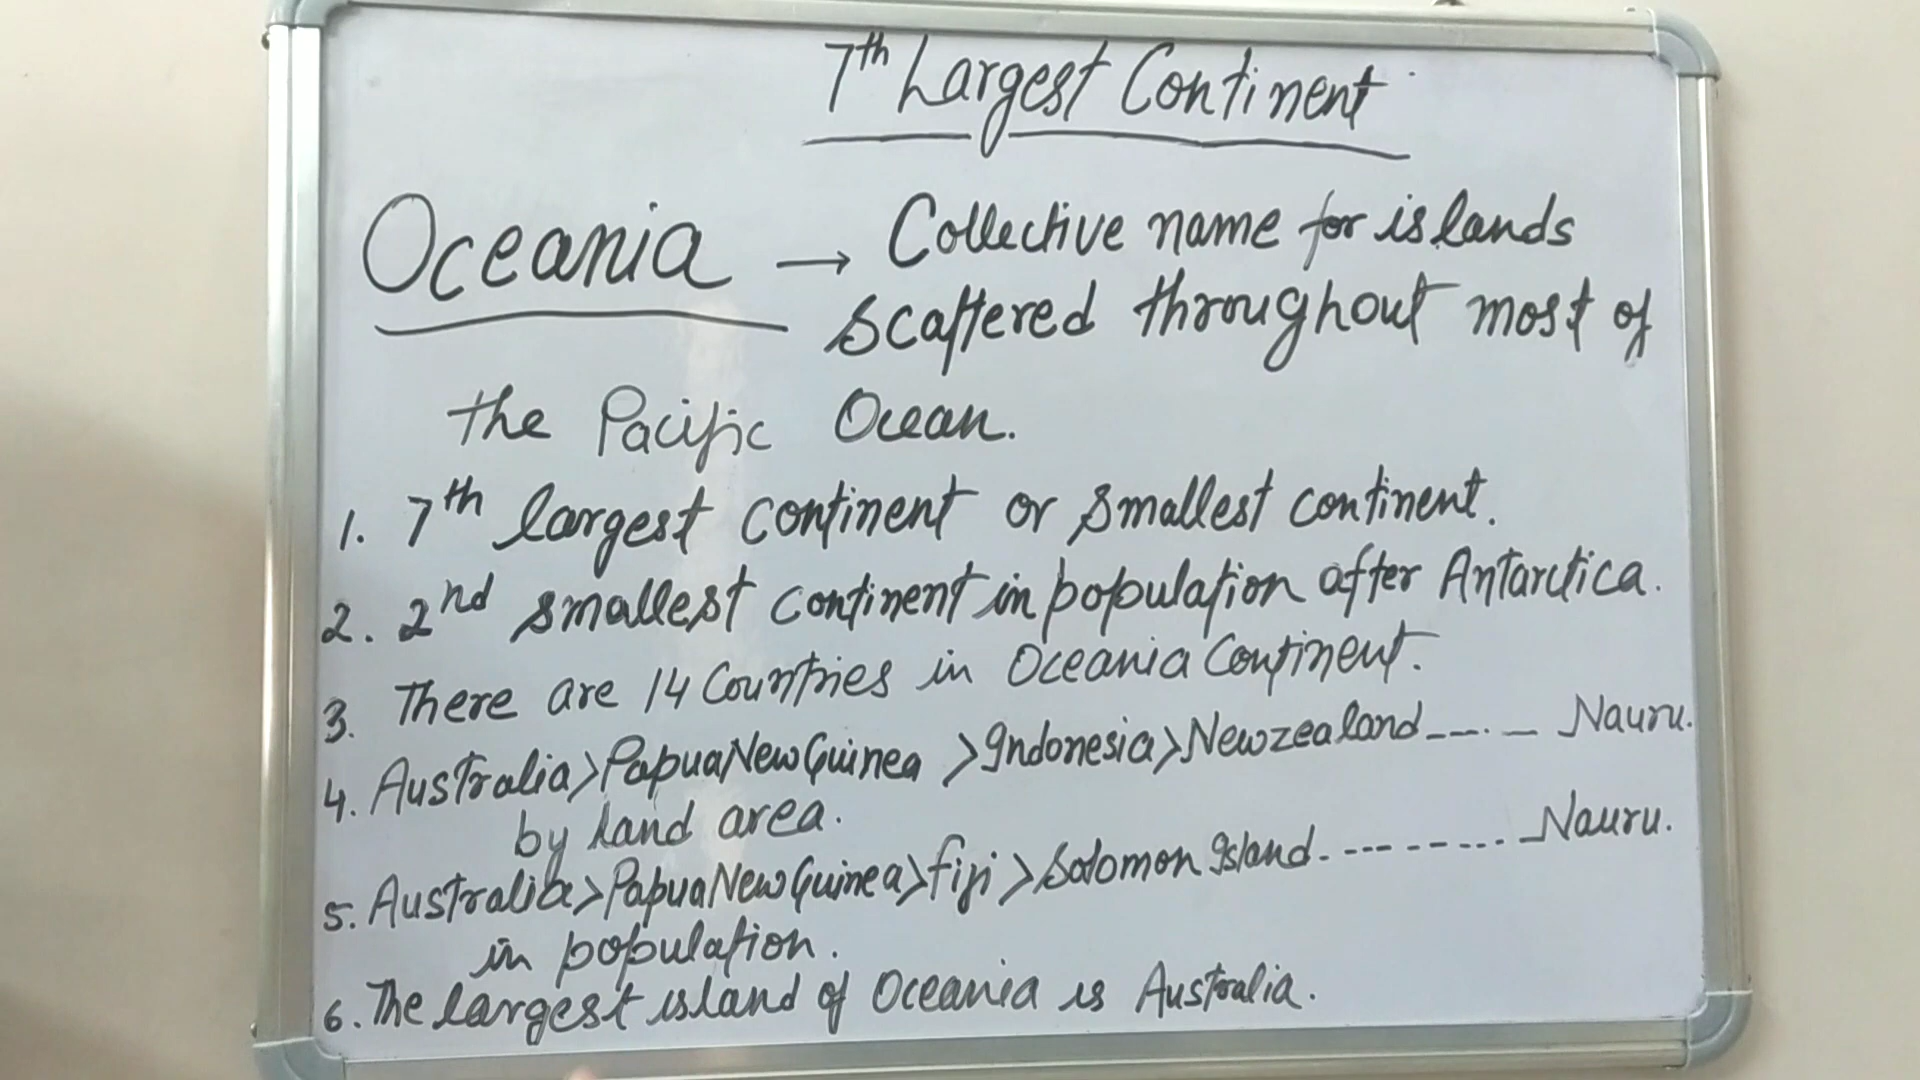 7th Largest Continent
Oceania → Collective name for islands
scattered throughout most of
the Pacific Ocean.
1. 7th largest continent or smallest continent.
2. 2nd smallest continent in population after Antarctica.
3. There are 14 Countries in Oceania Continent.
4. Australia>Papua New Guinea >Indonesia>Newzealand------ Nauru.
by land area.
5. Australia>Papua New Guinea>fiji>Solomon Island.---------Nauru.
in population.
6. The largest island of Oceania is Australia.